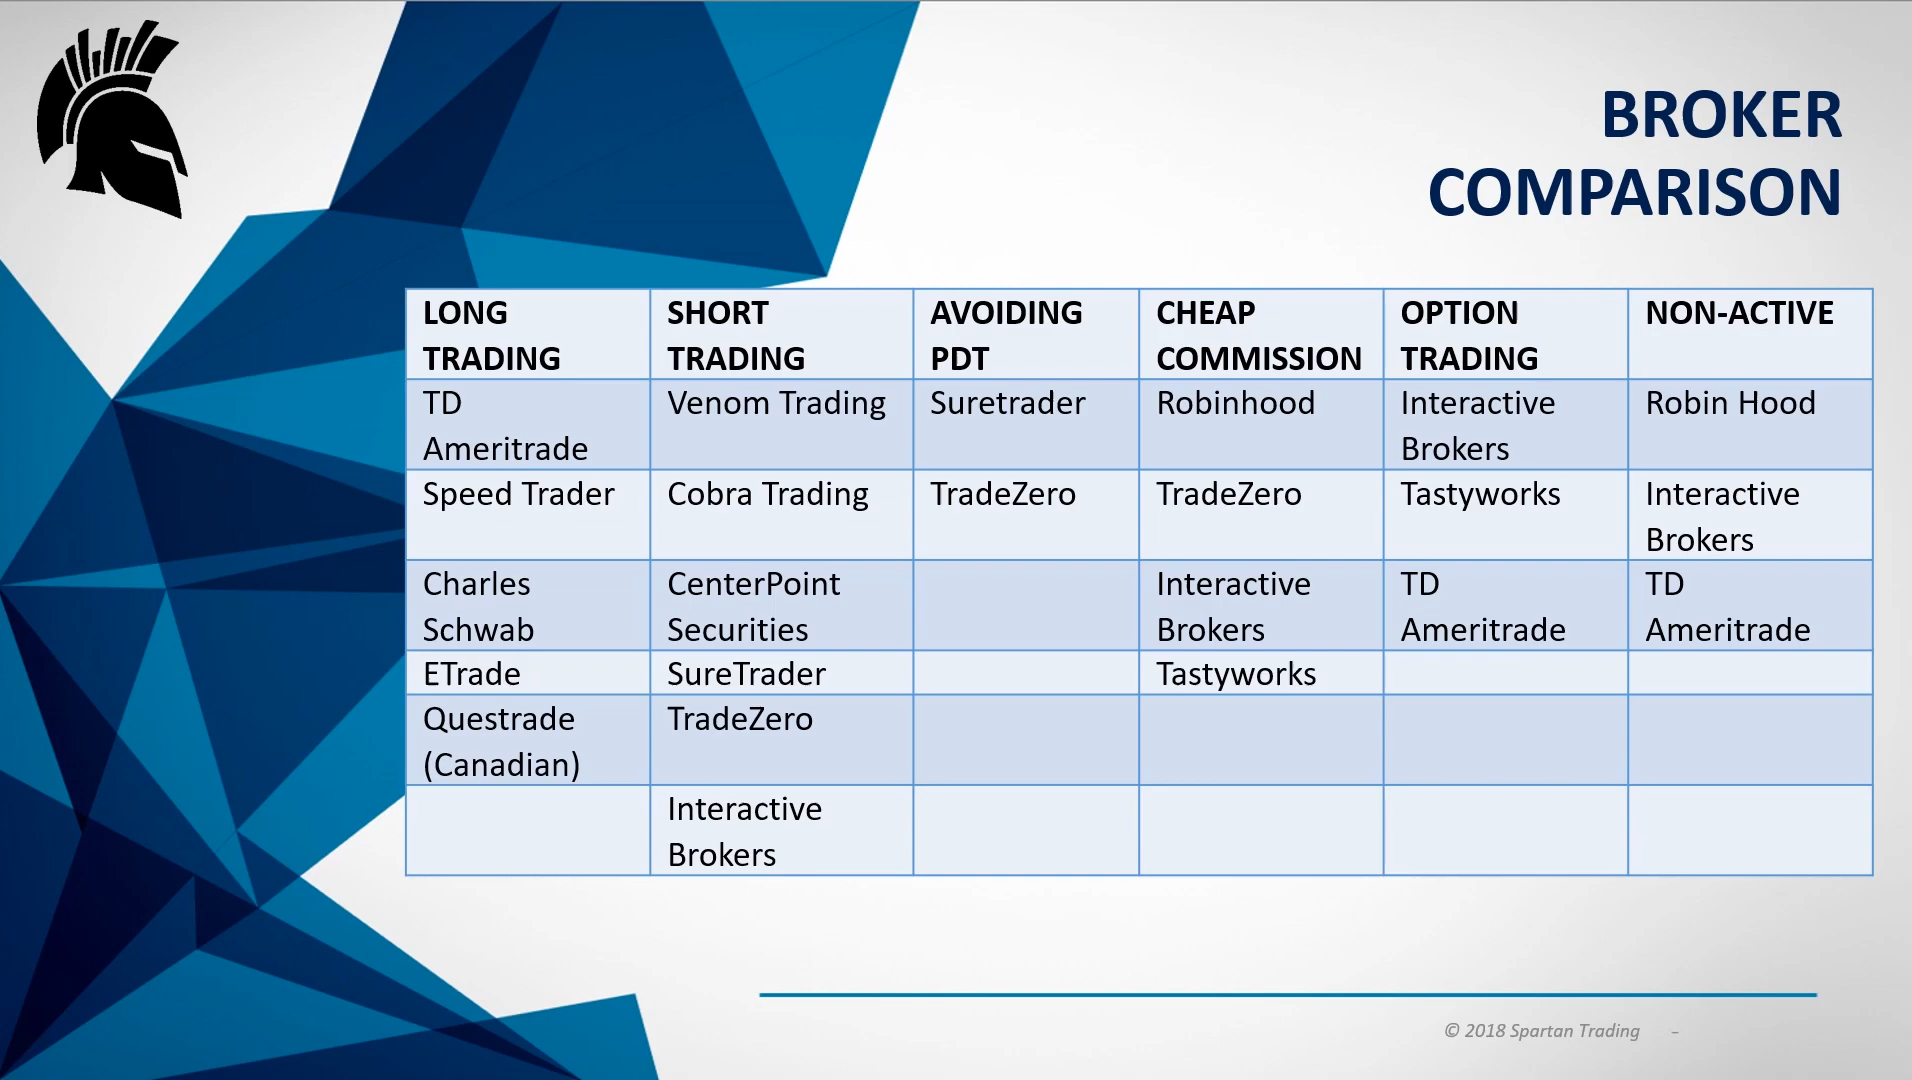 BROKER
COMPARISON
LONG
TRADING
SHORT
TRADING
AVOIDING
PDT
CHEAP
COMMISSION
OPTION
TRADING
NON-ACTIVE
TD
Ameritrade
Venom Trading
Suretrader
Robinhood
Interactive
Brokers
Robin Hood
Speed Trader
Cobra Trading
TradeZero
TradeZero
Tastyworks
Interactive
Brokers
Charles
Schwab
CenterPoint
Securities
Interactive
Brokers
TD
Ameritrade
TD
Ameritrade
ETrade
SureTrader
Tastyworks
Questrade
(Canadian)
TradeZero
Interactive
Brokers
© 2018 Spartan Trading –